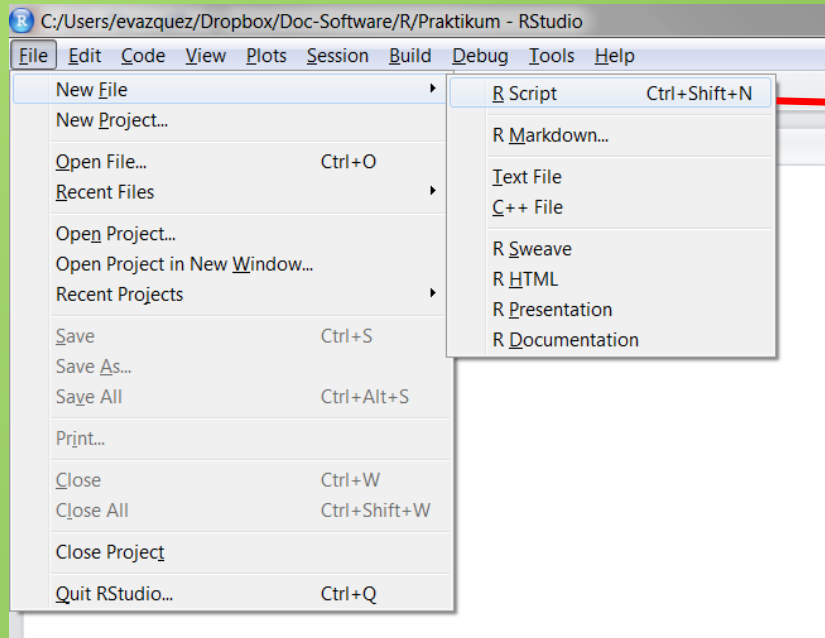 C:/Users/evazquez/Dropbox/Doc-Software/R/Praktikum - RStudio
File Edit Code View Plots Session Build Debug Tools Help
New File
New Project...
Open File... Ctrl+O
Recent Files
Open Project...
Open Project in New Window...
Recent Projects
Save Ctrl+S
Save As...
Save All Ctrl+Alt+S
Print...
Close Ctrl+W
Close All Ctrl+Shift+W
Close Project
Quit RStudio... Ctrl+Q
R Script Ctrl+Shift+N
R Markdown...
Text File
C++ File
R Sweave
R HTML
R Presentation
R Documentation